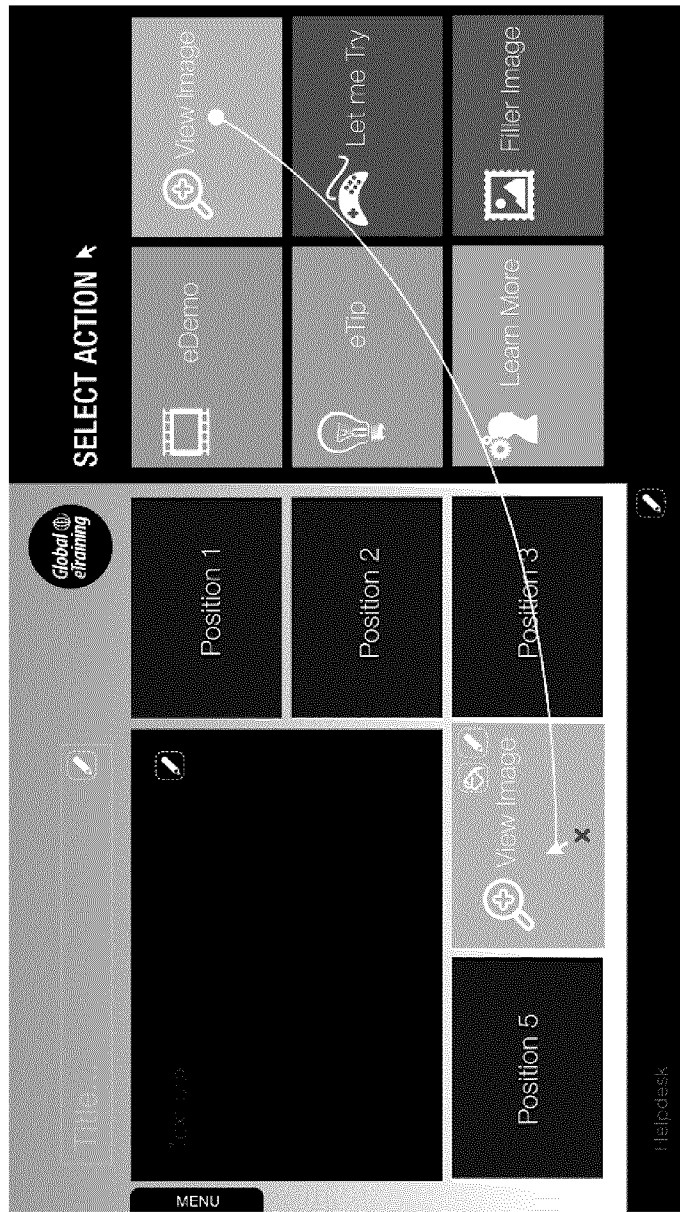 Title...
Global
eTraining
SELECT ACTION
MENU
Position 1
eDemo
View Image
Position 2
eTip
Let me Try
Position 5
View Image
Position 3
Learn More
Filler Image
Helpdesk